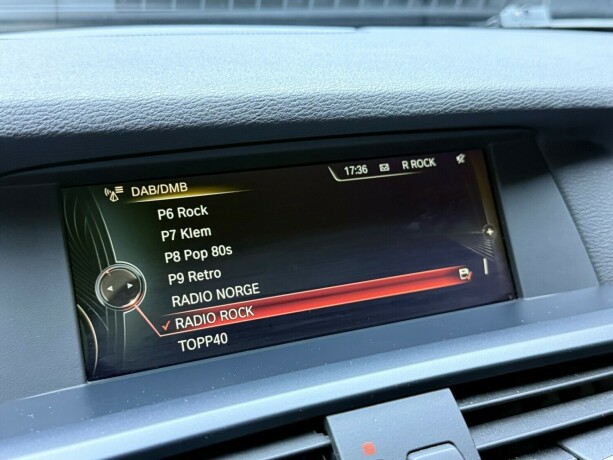 17:36 R ROCK
DAB/DMB
P6 Rock
P7 Klem
P8 Pop 80s
P9 Retro
RADIO NORGE
✓ RADIO ROCK
TOPP40